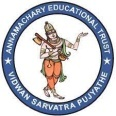 ANNAMACHARY EDUCATIONAL TRUST
VIDWAN SARVATRA PUJYATHE